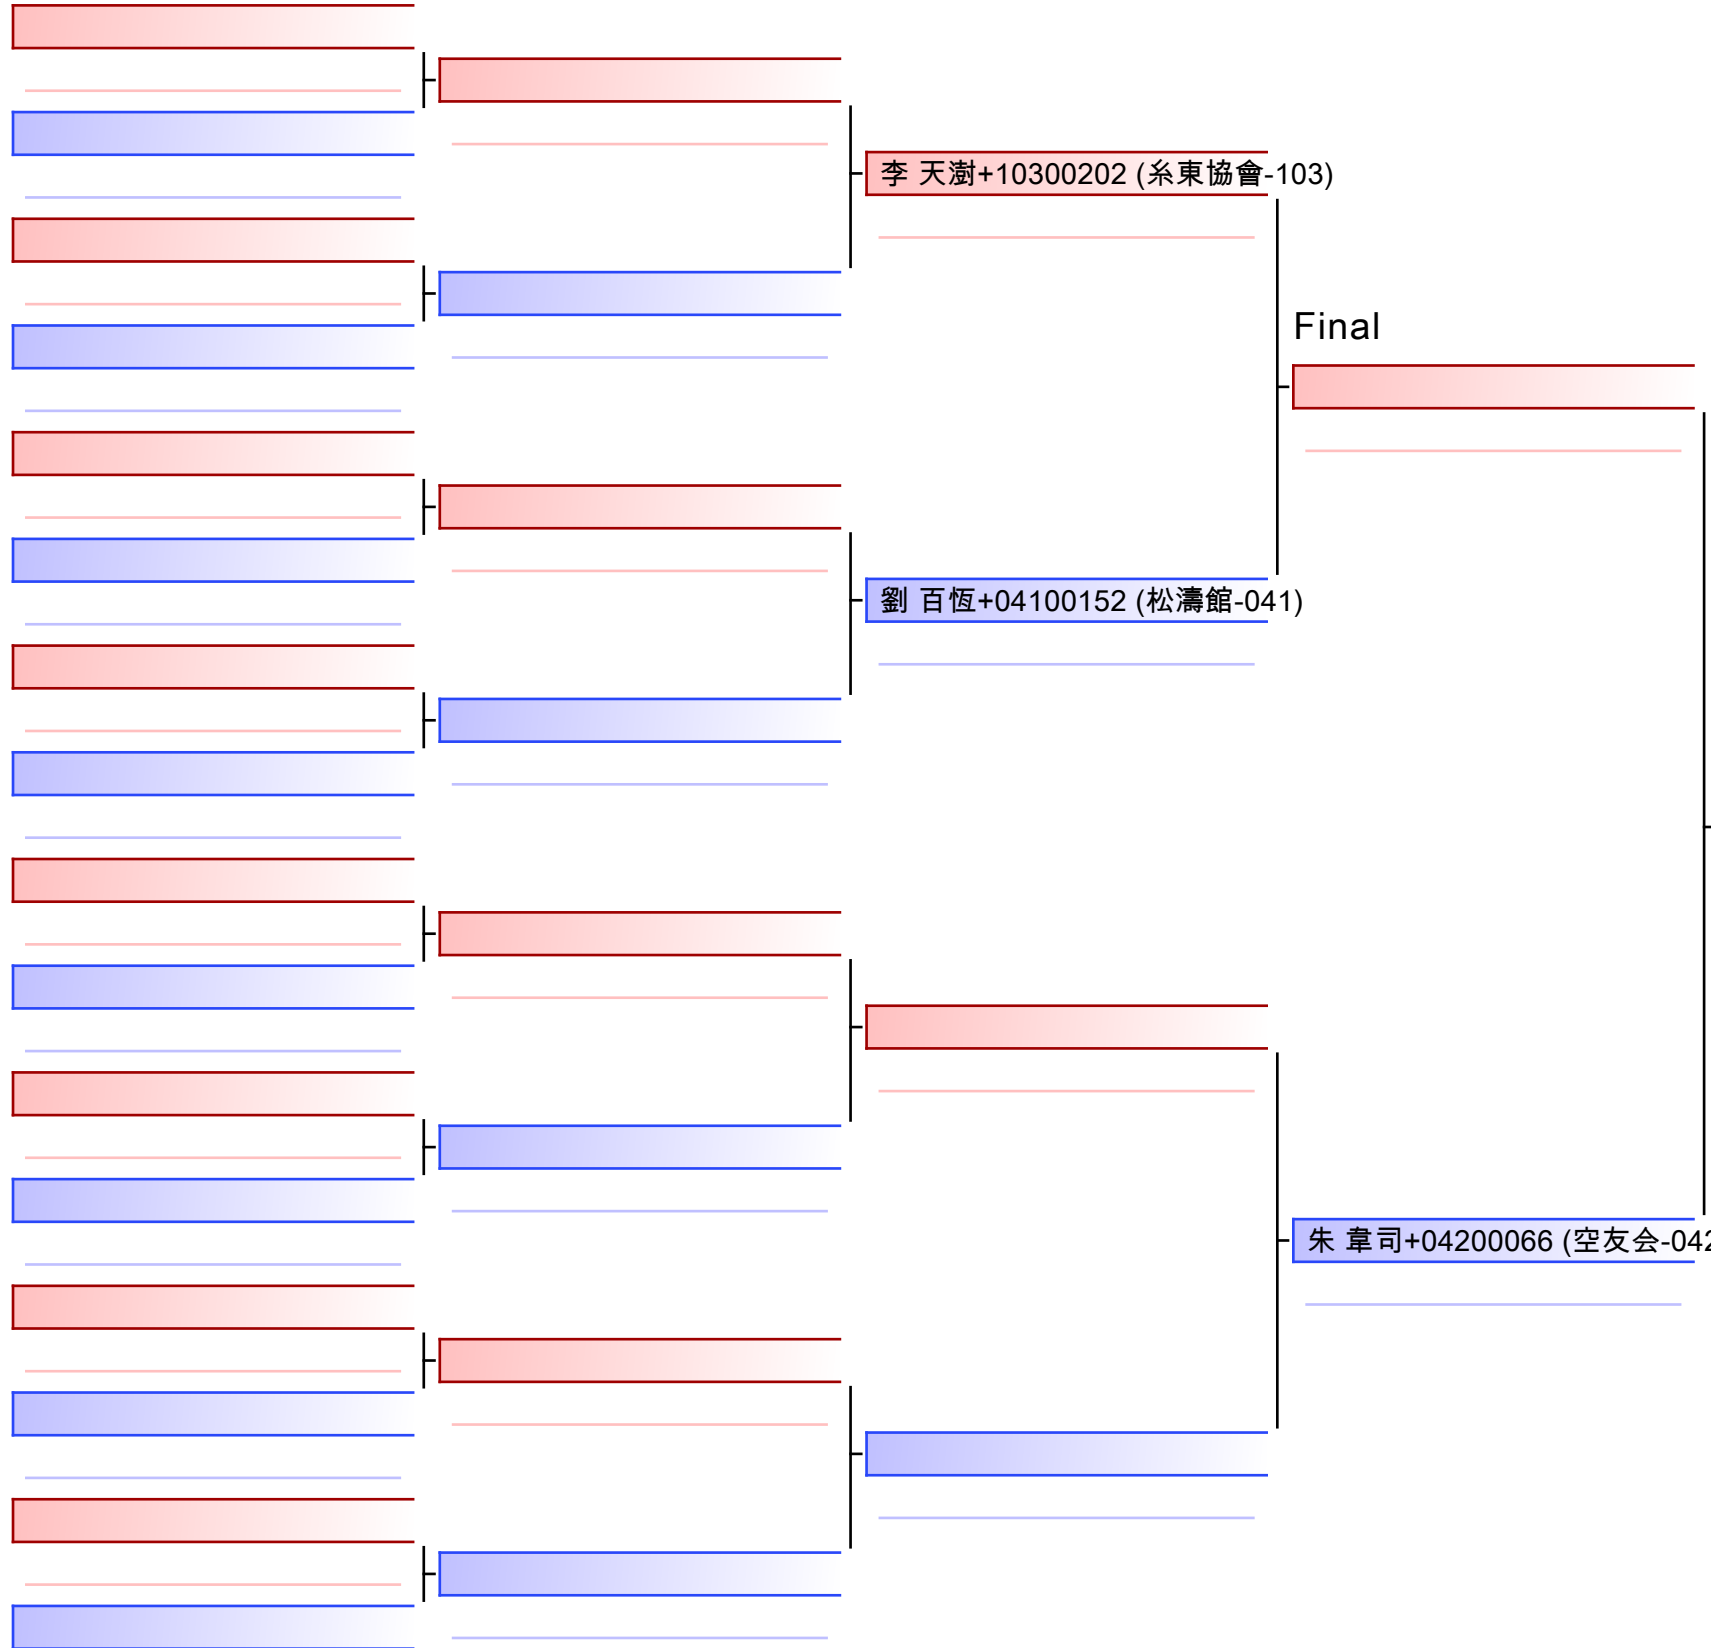 李 天澍+10300202 (糸東協會-103)
Final
劉 百恆+04100152 (松濤館-041)
朱 韋司+04200066 (空友会-042